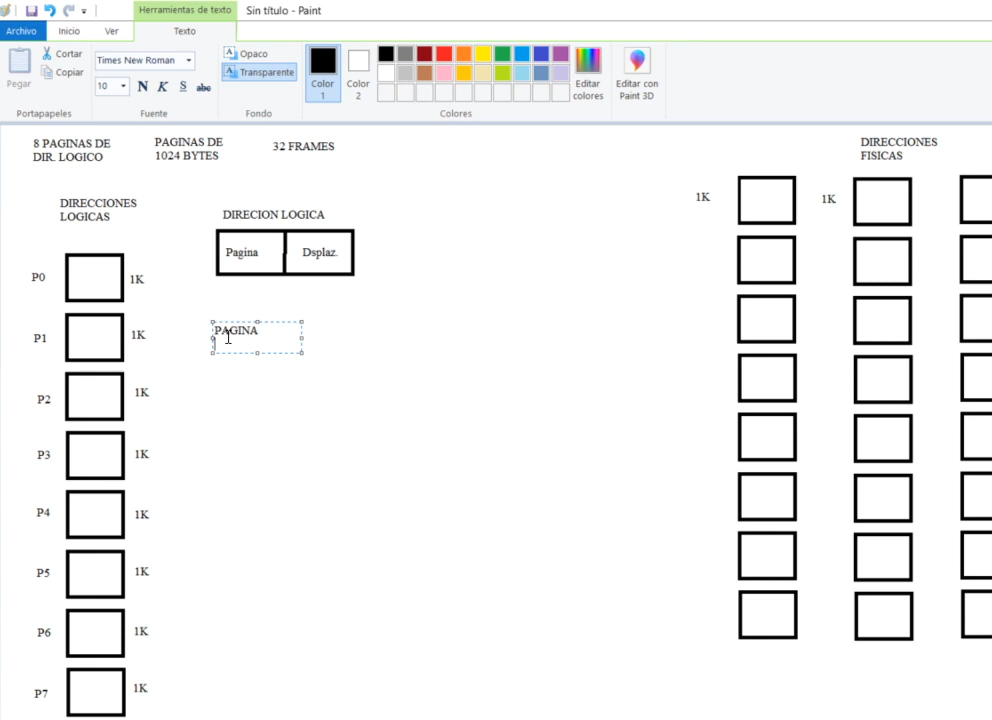 Herramientas de texto
Sin título - Paint
Archivo
Inicio
Ver
Texto
Pegar
Cortar
Copiar
Portapapeles
Times New Roman
10
N K S abc
Fuente
Opaco
Transparente
Fondo
Color
1
Color
2
Editar
colores
Colores
Editar con
Paint 3D
8 PAGINAS DE
DIR. LOGICO
PAGINAS DE
1024 BYTES
32 FRAMES
DIRECCIONES
FISICAS
DIRECCIONES
LOGICAS
DIRECION LOGICA
Pagina
Dsplaz.
PAGINA
1K
1K
P0
1K
P1
1K
P2
1K
P3
1K
P4
1K
P5
1K
P6
1K
P7
1K